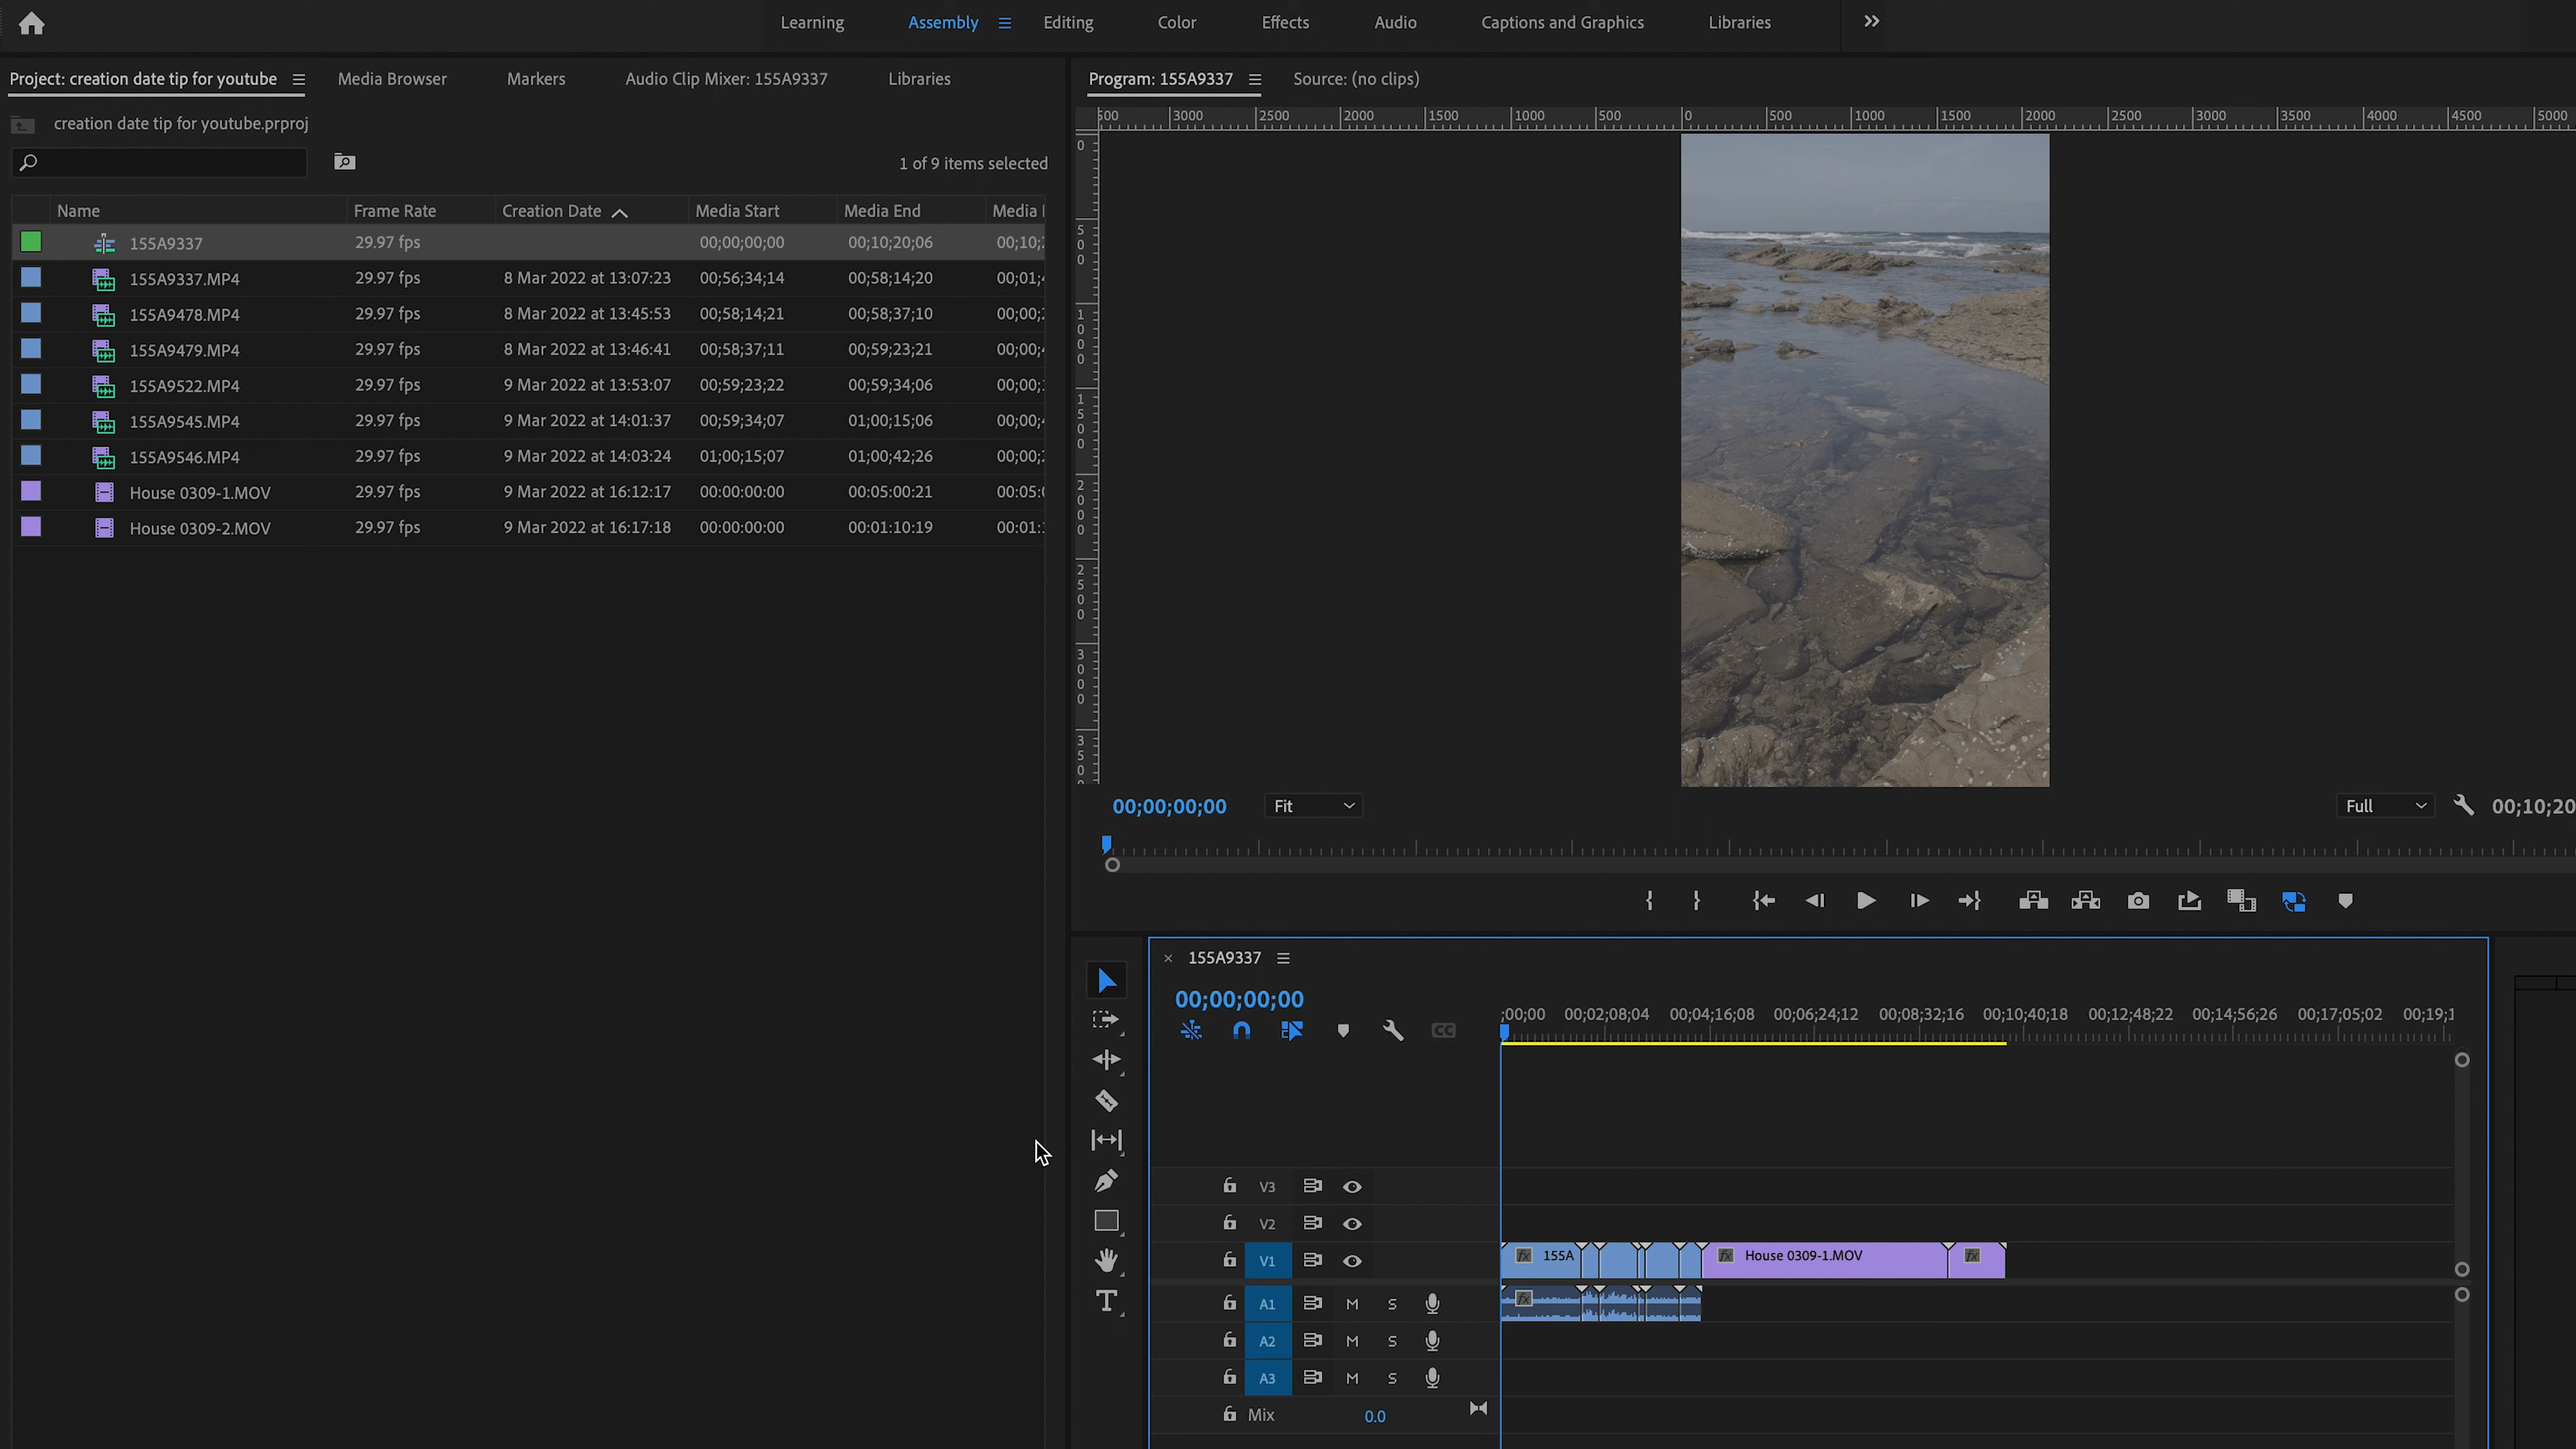 Learning Assembly Editing Color Effects Audio Captions and Graphics Libraries
Project: creation date tip for youtube Media Browser Markers Audio Clip Mixer: 155A9337 Libraries
creation date tip for youtube.prproj
1 of 9 items selected
Name Frame Rate Creation Date Media Start Media End Media
155A9337 29.97 fps 00;00;00;00 00;10;20;06 00;10;
155A9337.MP4 29.97 fps 8 Mar 2022 at 13:07:23 00;56;34;14 00;58;14;20 00;01;
155A9478.MP4 29.97 fps 8 Mar 2022 at 13:45:53 00;58;14;21 00;58;37;10 00;00;
155A9479.MP4 29.97 fps 8 Mar 2022 at 13:46:41 00;58;37;11 00;59;23;21 00;00;
155A9522.MP4 29.97 fps 9 Mar 2022 at 13:53:07 00;59;23;22 00;59;34;06 00;00;
155A9545.MP4 29.97 fps 9 Mar 2022 at 14:01:37 00;59;34;07 01;00;15;06 00;00;
155A9546.MP4 29.97 fps 9 Mar 2022 at 14:03:24 01;00;15;07 01;00;42;26 00;00;
House 0309-1.MOV 29.97 fps 9 Mar 2022 at 16:12:17 00:00:00:00 00:05:00:21 00:05:
House 0309-2.MOV 29.97 fps 9 Mar 2022 at 16:17:18 00:00:00:00 00:01:10:19 00:01:
Program: 155A9337 Source: (no clips)
500 3000 2500 2000 1500 1000 500 0 500 1000 1500 2000 2500 3000 3500 4000 4500 5000
0
500
1000
1500
2000
2500
3000
3500
00;00;00;00 Fit Full 00;10;20
155A9337
00;00;00;00
;00;00 00;02;08;04 00;04;16;08 00;06;24;12 00;08;32;16 00;10;40;18 00;12;48;22 00;14;56;26 00;17;05;02 00;19;1
CC
V3
V2
V1 fx 155A fx House 0309-1.MOV fx
A1 M S fx
A2 M S
A3 M S
Mix 0.0
T